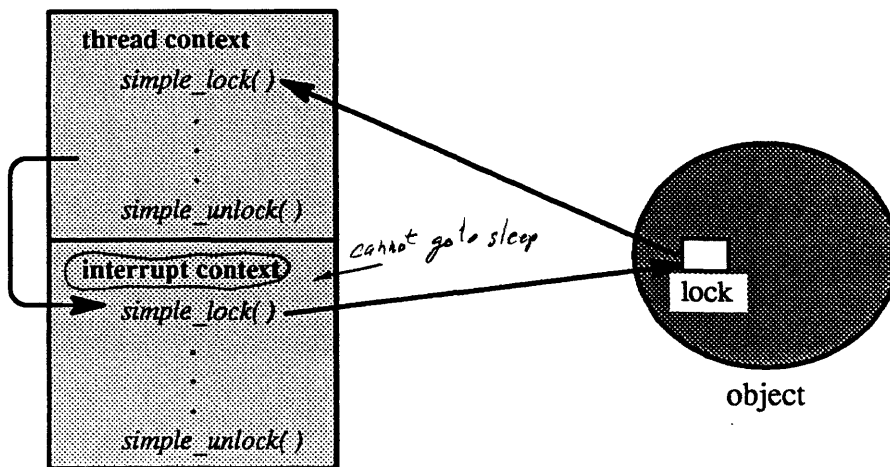 thread context
simple_lock()
simple_unlock()
cannot go to sleep
interrupt context
simple_lock()
lock
object
simple_unlock()